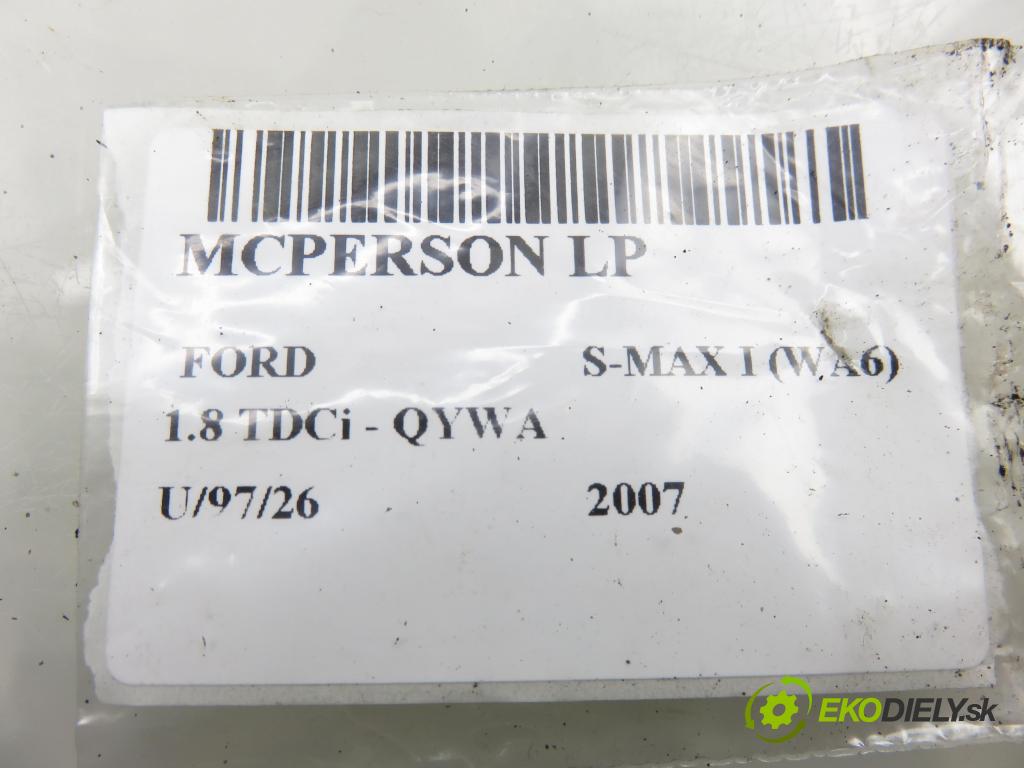 MCPERSON LP
FORD S-MAX I (WA6)
1.8 TDCi - QYWA
U/97/26 2007
EKODIELY.sk